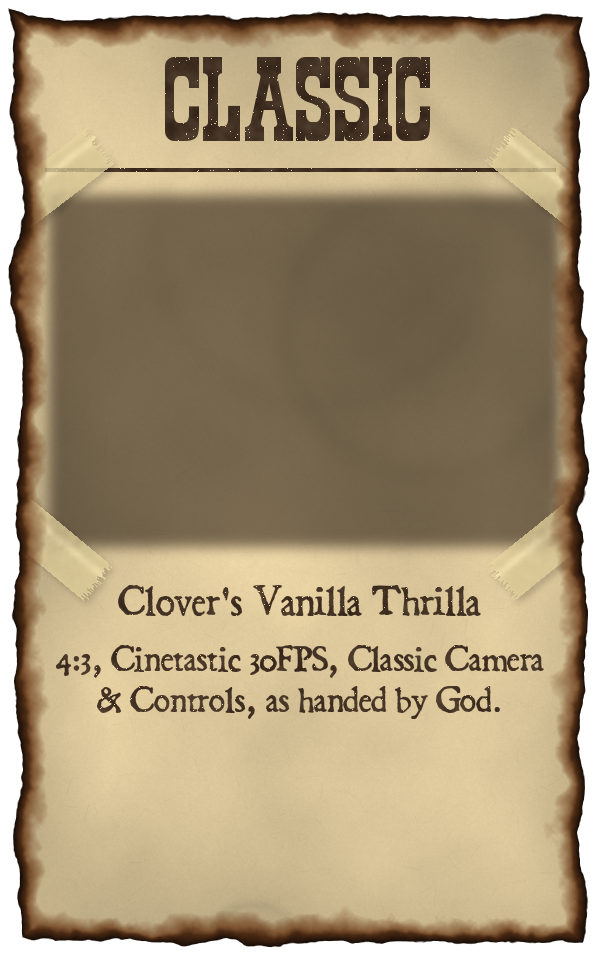 CLASSIC
Clover's Vanilla Thrilla
4:3, Cinetastic 30FPS, Classic Camera
& Controls, as handed by God.